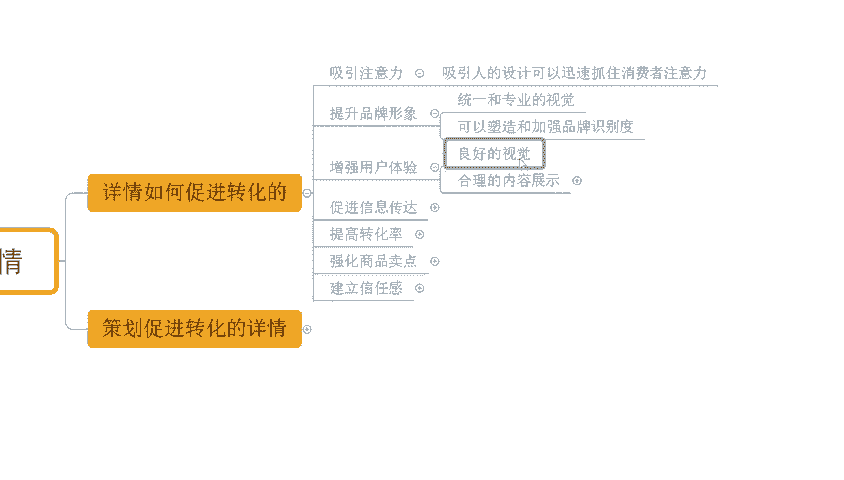 吸引注意力
吸引人的设计可以迅速抓住消费者注意力
提升品牌形象
统一和专业的视觉
可以塑造和加强品牌识别度
增强用户体验
良好的视觉
合理的内容展示
详情如何促进转化的
促进信息传达
提高转化率
强化商品卖点
建立信任感
情
策划促进转化的详情